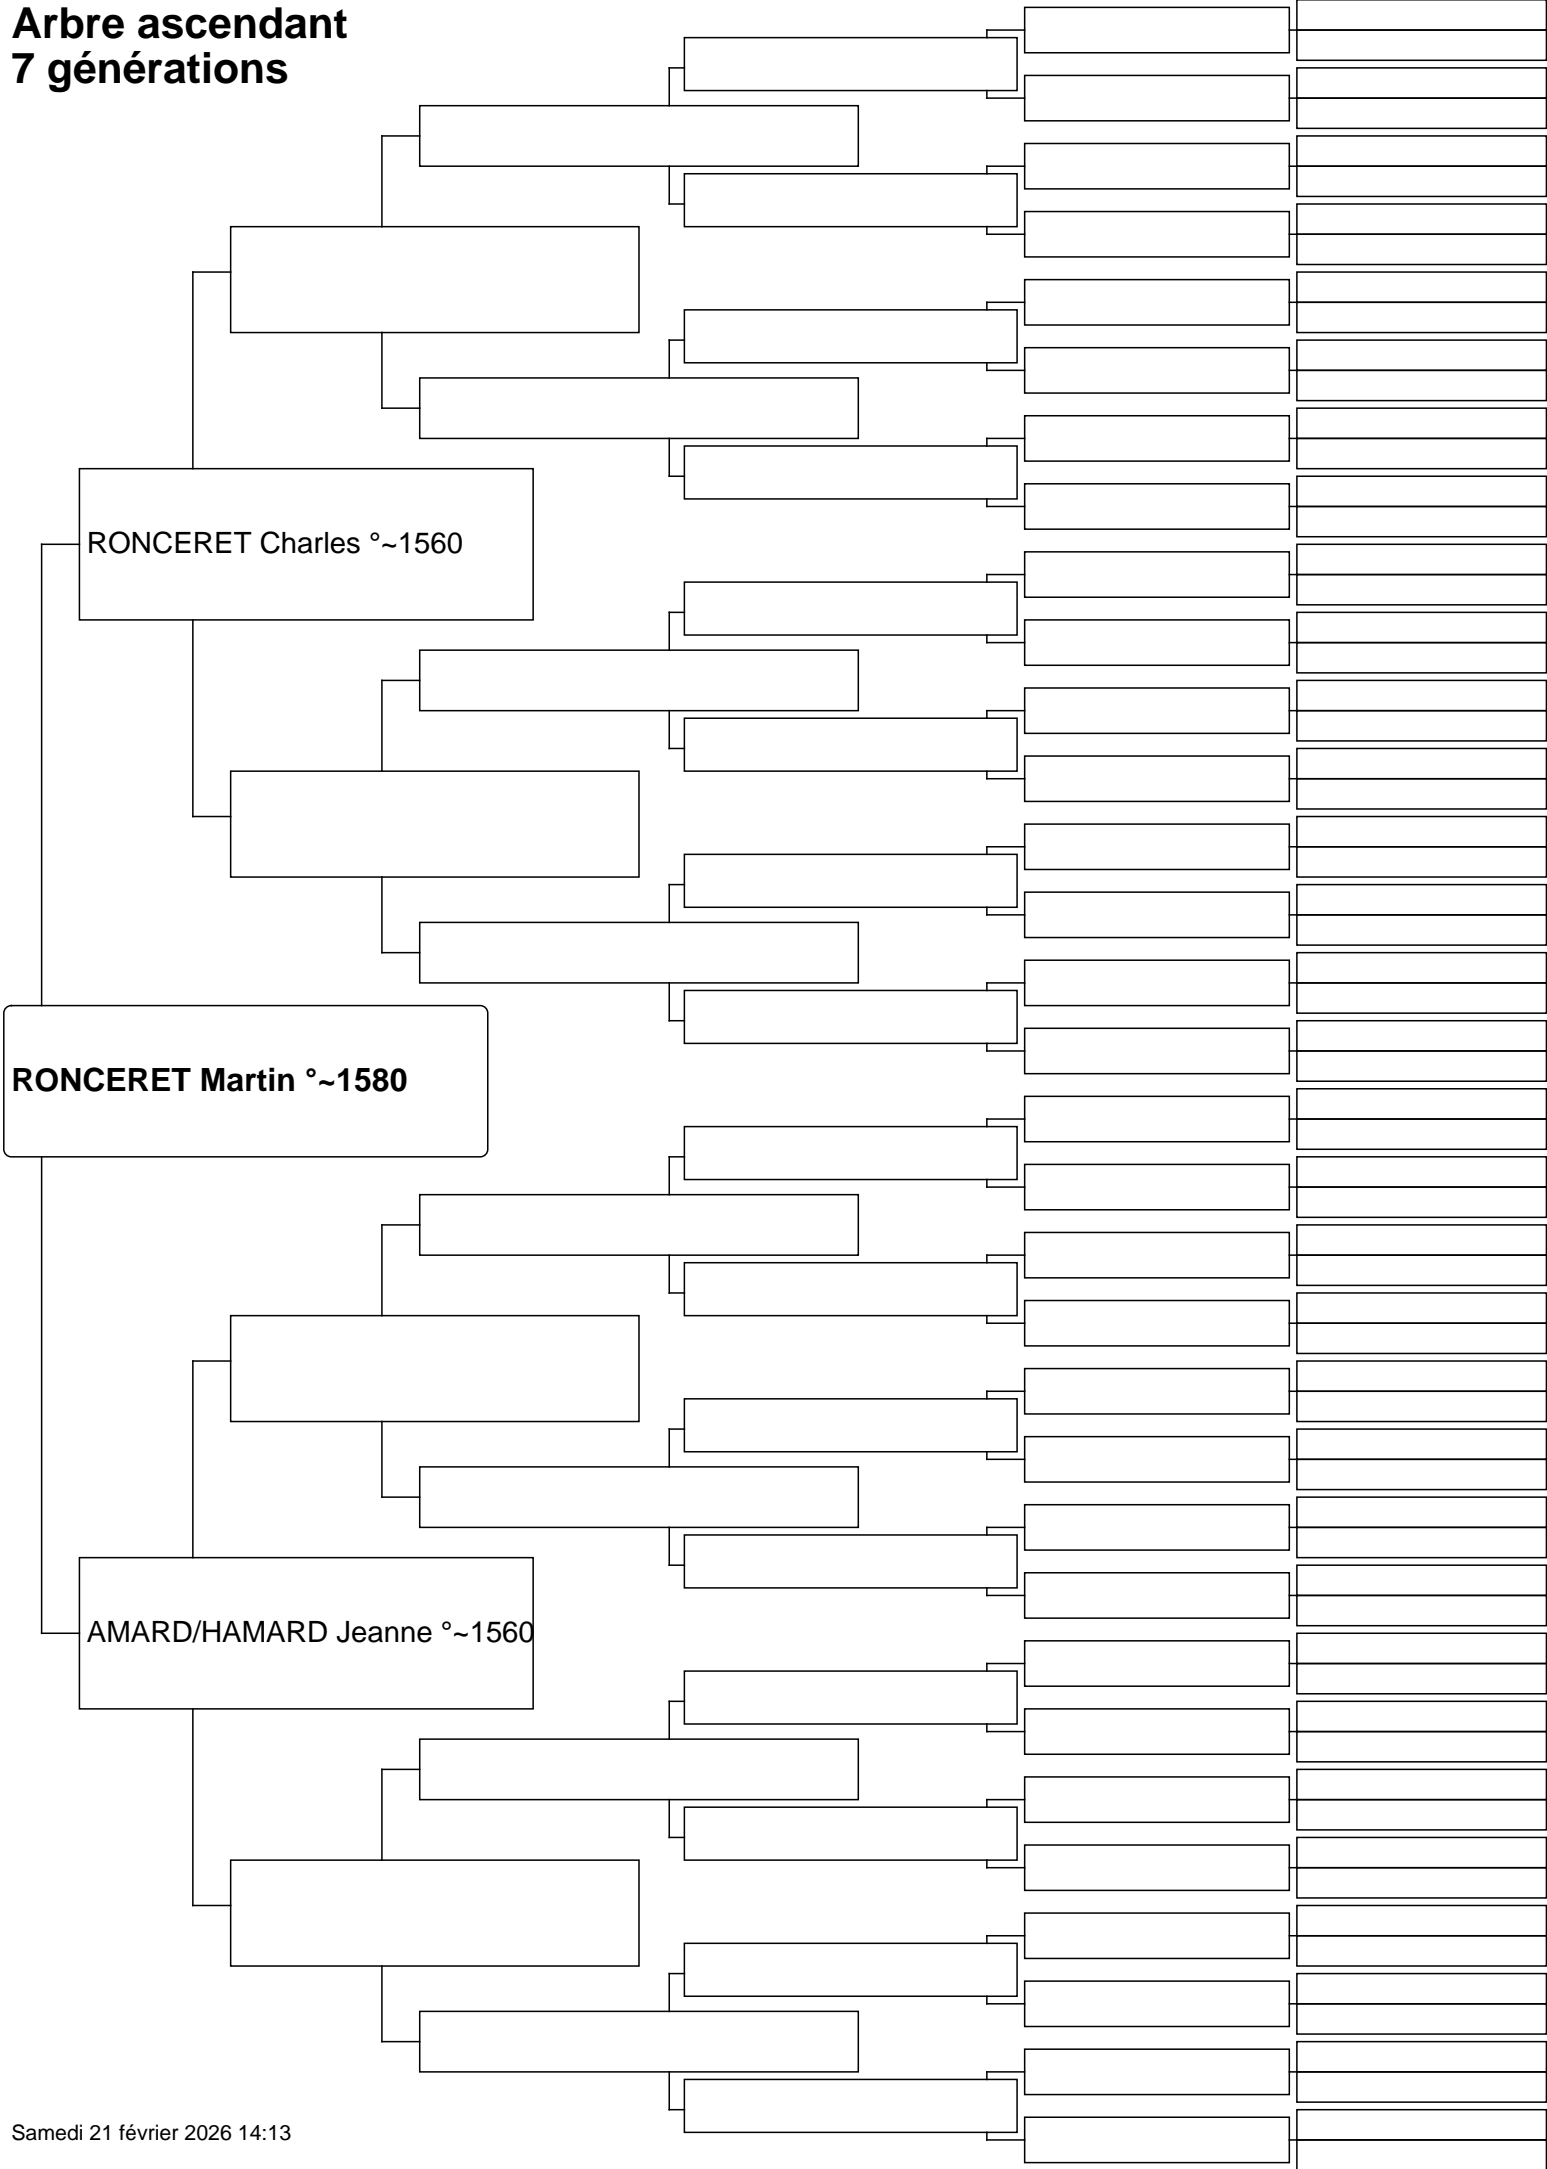 Arbre ascendant
7 générations
RONCERET Charles °~1560
RONCERET Martin °~1580
AMARD/HAMARD Jeanne °~1560
Samedi 21 février 2026 14:13